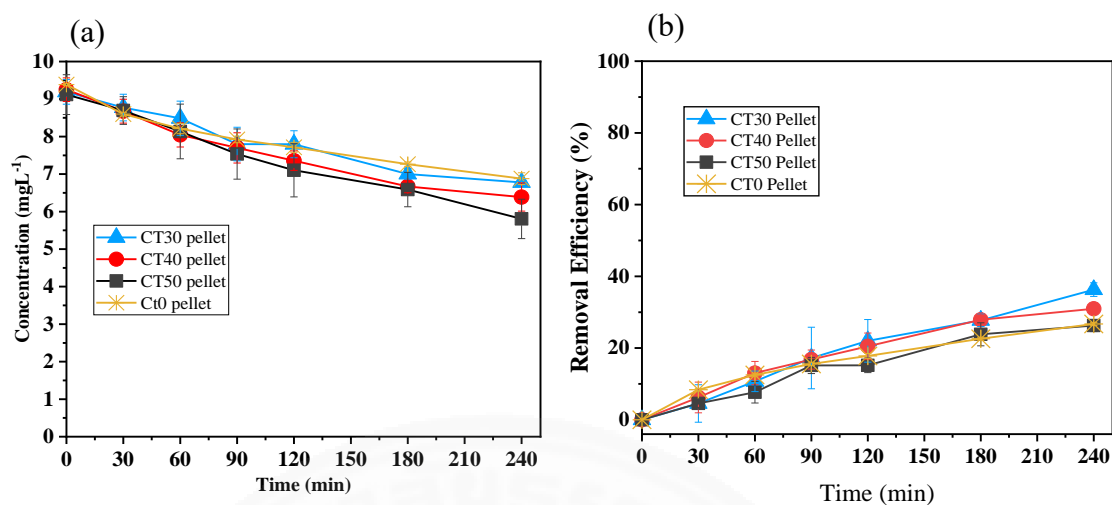 (a)
10
9
8
7
6
5
4
3
2
1
0
Concentration (mgL-1)
CT30 pellet
CT40 pellet
CT50 pellet
Ct0 pellet
0 30 60 90 120 150 180 210 240
Time (min)
(b)
100
80
60
40
20
0
Removal Efficiency (%)
CT30 Pellet
CT40 Pellet
CT50 Pellet
CT0 Pellet
0 30 60 90 120 150 180 210 240
Time (min)